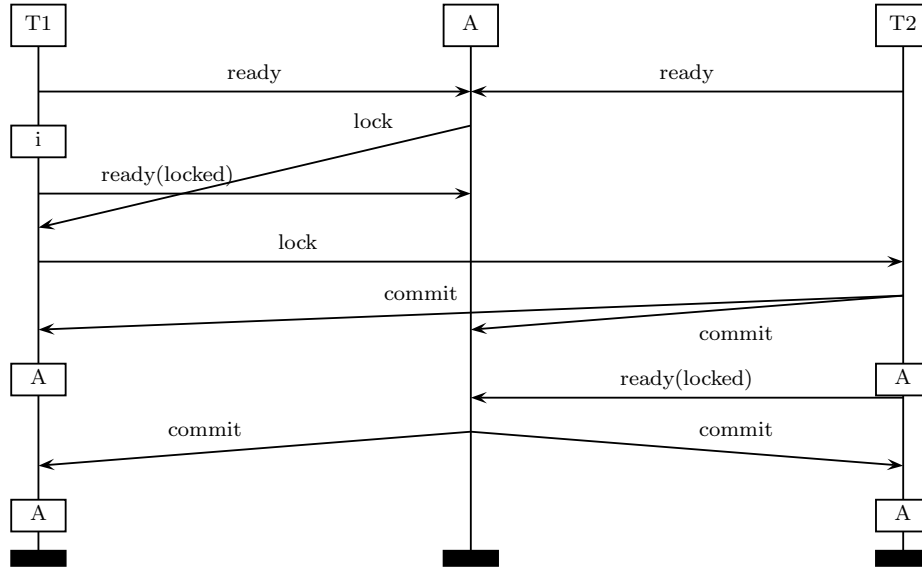 T1 A T2
ready ready
lock
i
ready(locked)
lock
commit
commit
A A
ready(locked)
commit commit
A A